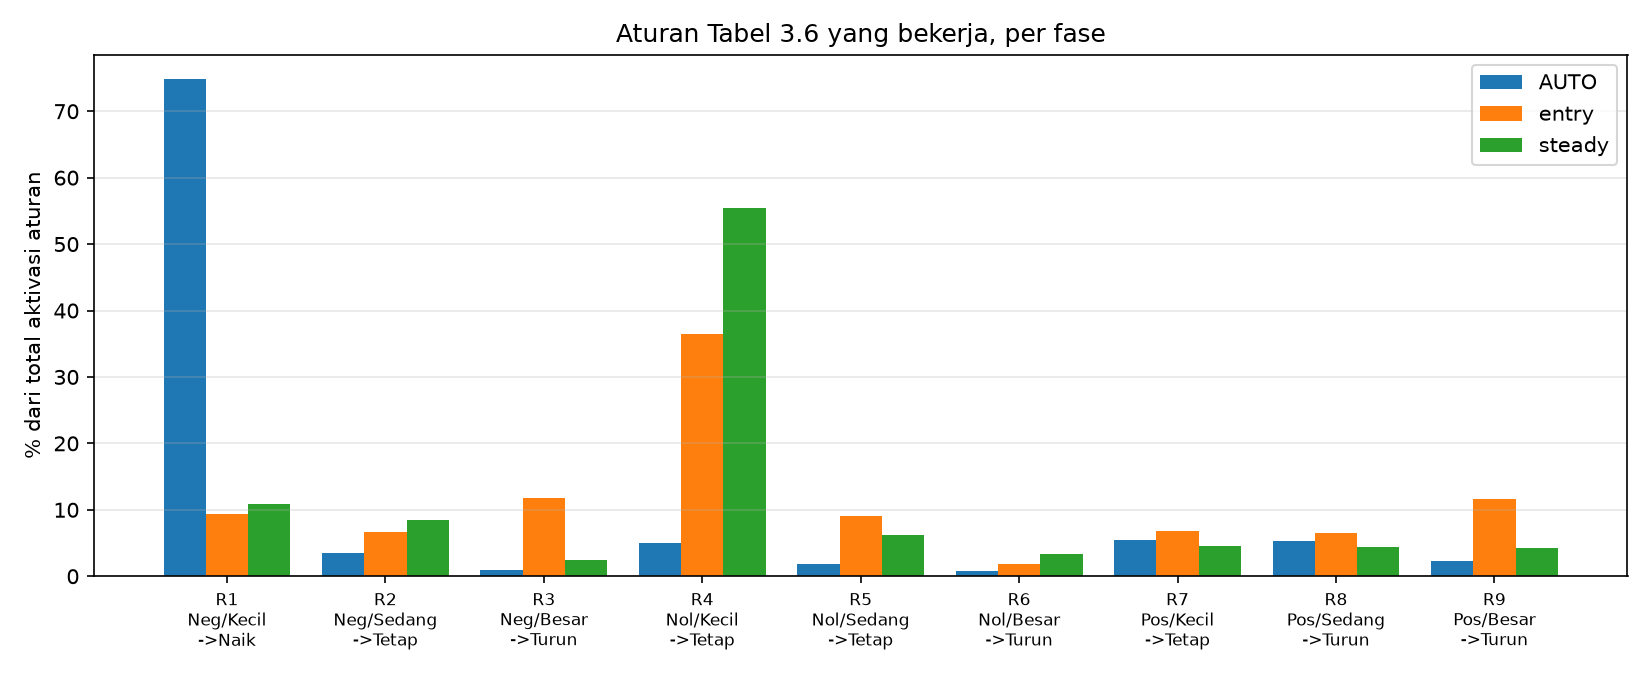 Aturan Tabel 3.6 yang bekerja, per fase
AUTO
entry
steady
% dari total aktivasi aturan
70
60
50
40
30
20
10
0
R1
Neg/Kecil
->Naik
R2
Neg/Sedang
->Tetap
R3
Neg/Besar
->Turun
R4
Nol/Kecil
->Tetap
R5
Nol/Sedang
->Tetap
R6
Nol/Besar
->Turun
R7
Pos/Kecil
->Tetap
R8
Pos/Sedang
->Turun
R9
Pos/Besar
->Turun